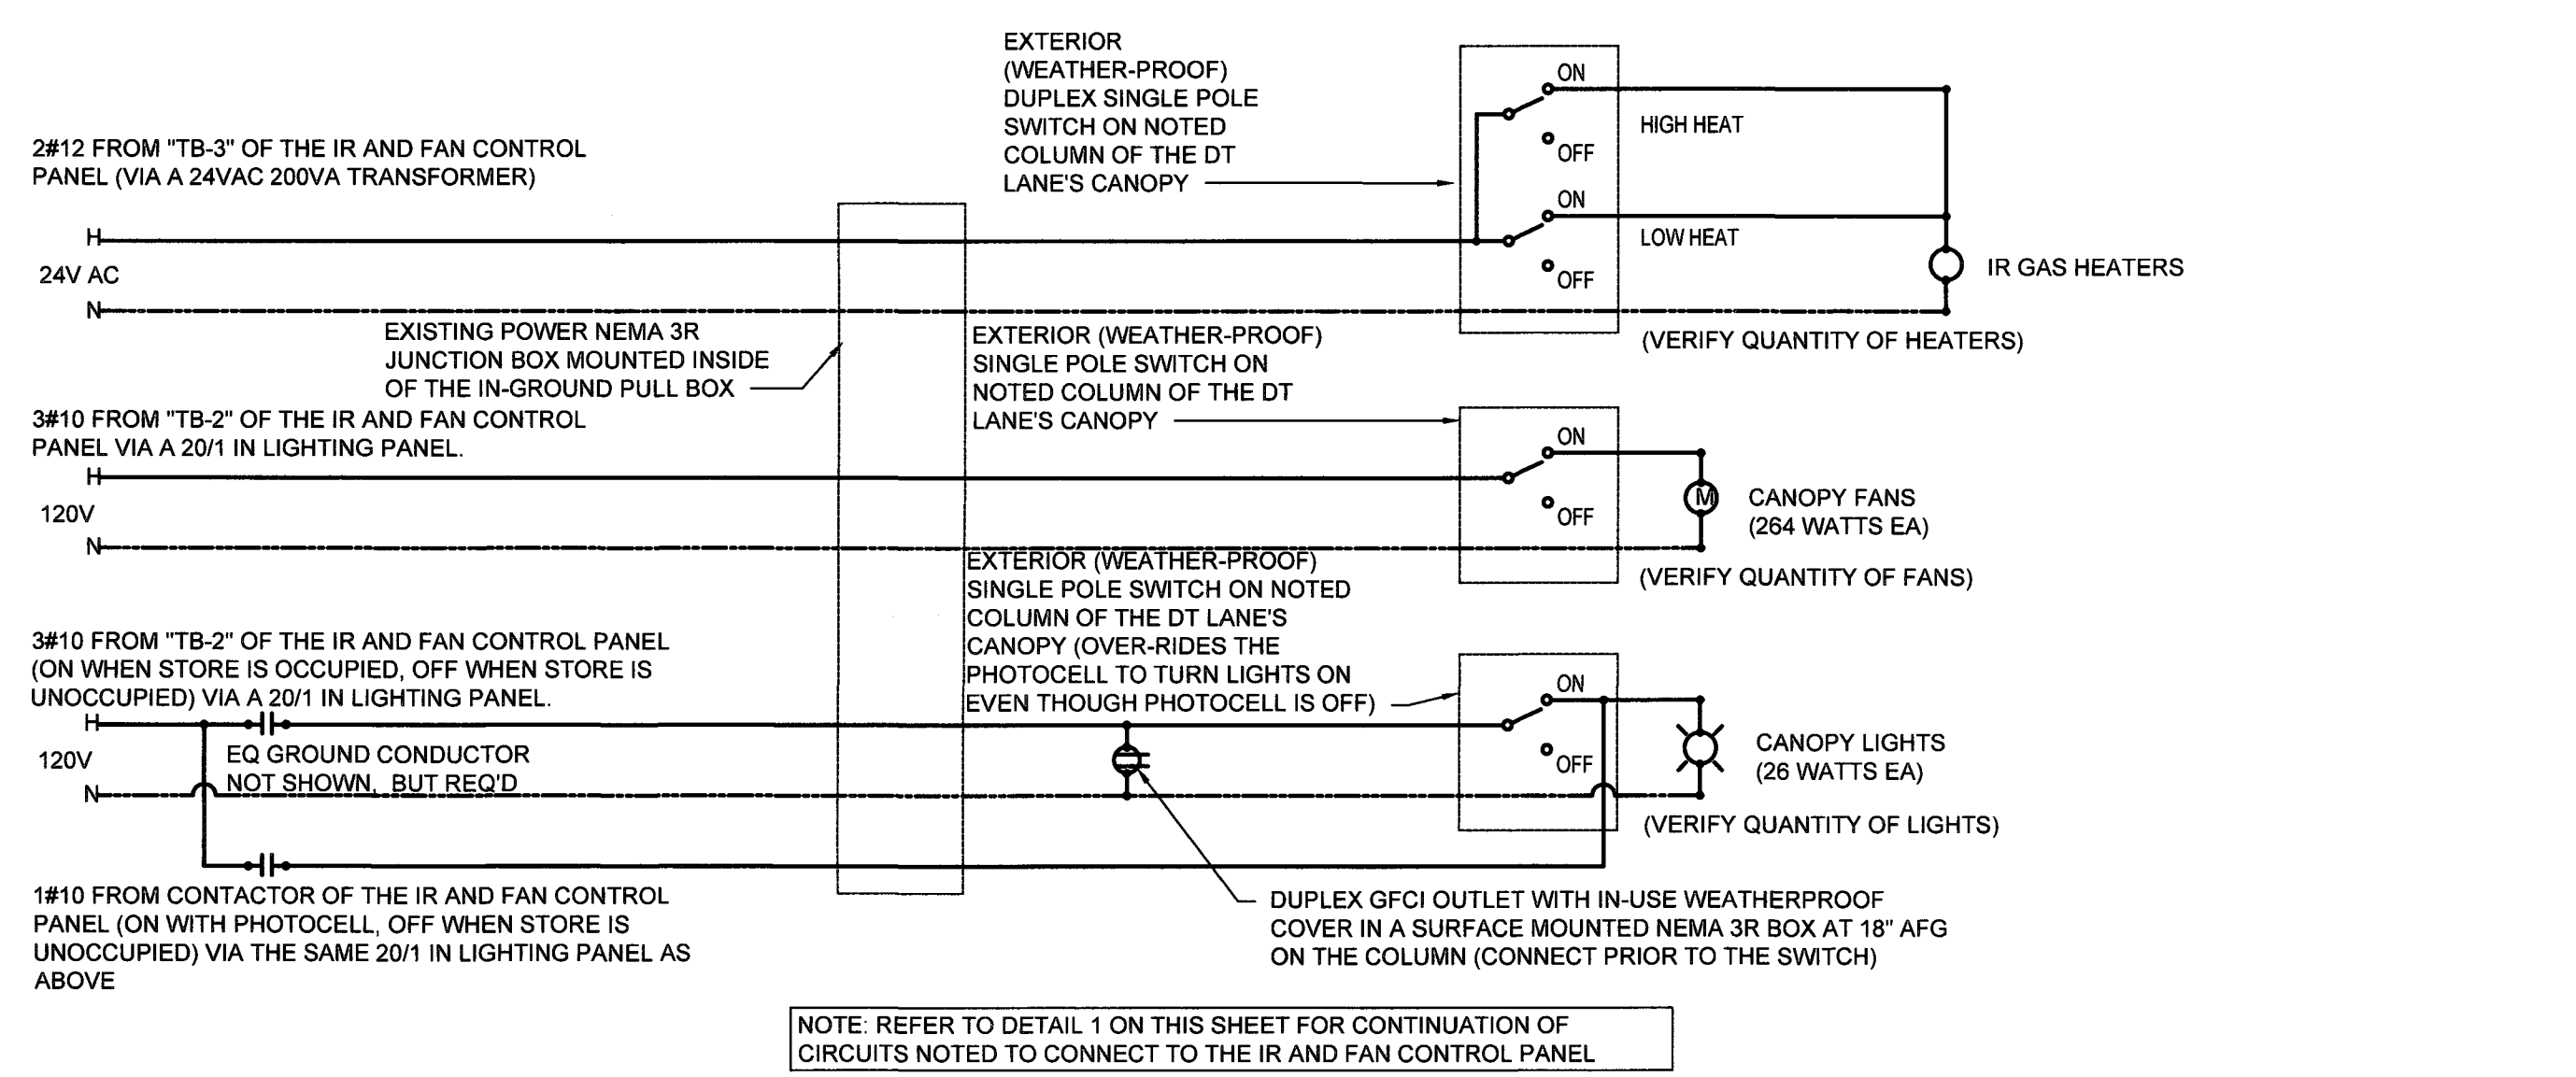 EXTERIOR
(WEATHER-PROOF)
DUPLEX SINGLE POLE
SWITCH ON NOTED
COLUMN OF THE DT
LANE'S CANOPY
ON
OFF
HIGH HEAT
ON
OFF
LOW HEAT
IR GAS HEATERS
(VERIFY QUANTITY OF HEATERS)
2#12 FROM "TB-3" OF THE IR AND FAN CONTROL
PANEL (VIA A 24VAC 200VA TRANSFORMER)
H
24V AC
N
EXISTING POWER NEMA 3R
JUNCTION BOX MOUNTED INSIDE
OF THE IN-GROUND PULL BOX
EXTERIOR (WEATHER-PROOF)
SINGLE POLE SWITCH ON
NOTED COLUMN OF THE DT
LANE'S CANOPY
3#10 FROM "TB-2" OF THE IR AND FAN CONTROL
PANEL VIA A 20/1 IN LIGHTING PANEL.
H
120V
N
ON
OFF
M
CANOPY FANS
(264 WATTS EA)
(VERIFY QUANTITY OF FANS)
EXTERIOR (WEATHER-PROOF)
SINGLE POLE SWITCH ON NOTED
COLUMN OF THE DT LANE'S
CANOPY (OVER-RIDES THE
PHOTOCELL TO TURN LIGHTS ON
EVEN THOUGH PHOTOCELL IS OFF)
3#10 FROM "TB-2" OF THE IR AND FAN CONTROL PANEL
(ON WHEN STORE IS OCCUPIED, OFF WHEN STORE IS
UNOCCUPIED) VIA A 20/1 IN LIGHTING PANEL.
H
120V
N
EQ GROUND CONDUCTOR
NOT SHOWN, BUT REQ'D
ON
OFF
CANOPY LIGHTS
(26 WATTS EA)
(VERIFY QUANTITY OF LIGHTS)
1#10 FROM CONTACTOR OF THE IR AND FAN CONTROL
PANEL (ON WITH PHOTOCELL, OFF WHEN STORE IS
UNOCCUPIED) VIA THE SAME 20/1 IN LIGHTING PANEL AS
ABOVE
DUPLEX GFCI OUTLET WITH IN-USE WEATHERPROOF
COVER IN A SURFACE MOUNTED NEMA 3R BOX AT 18" AFG
ON THE COLUMN (CONNECT PRIOR TO THE SWITCH)
NOTE: REFER TO DETAIL 1 ON THIS SHEET FOR CONTINUATION OF
CIRCUITS NOTED TO CONNECT TO THE IR AND FAN CONTROL PANEL